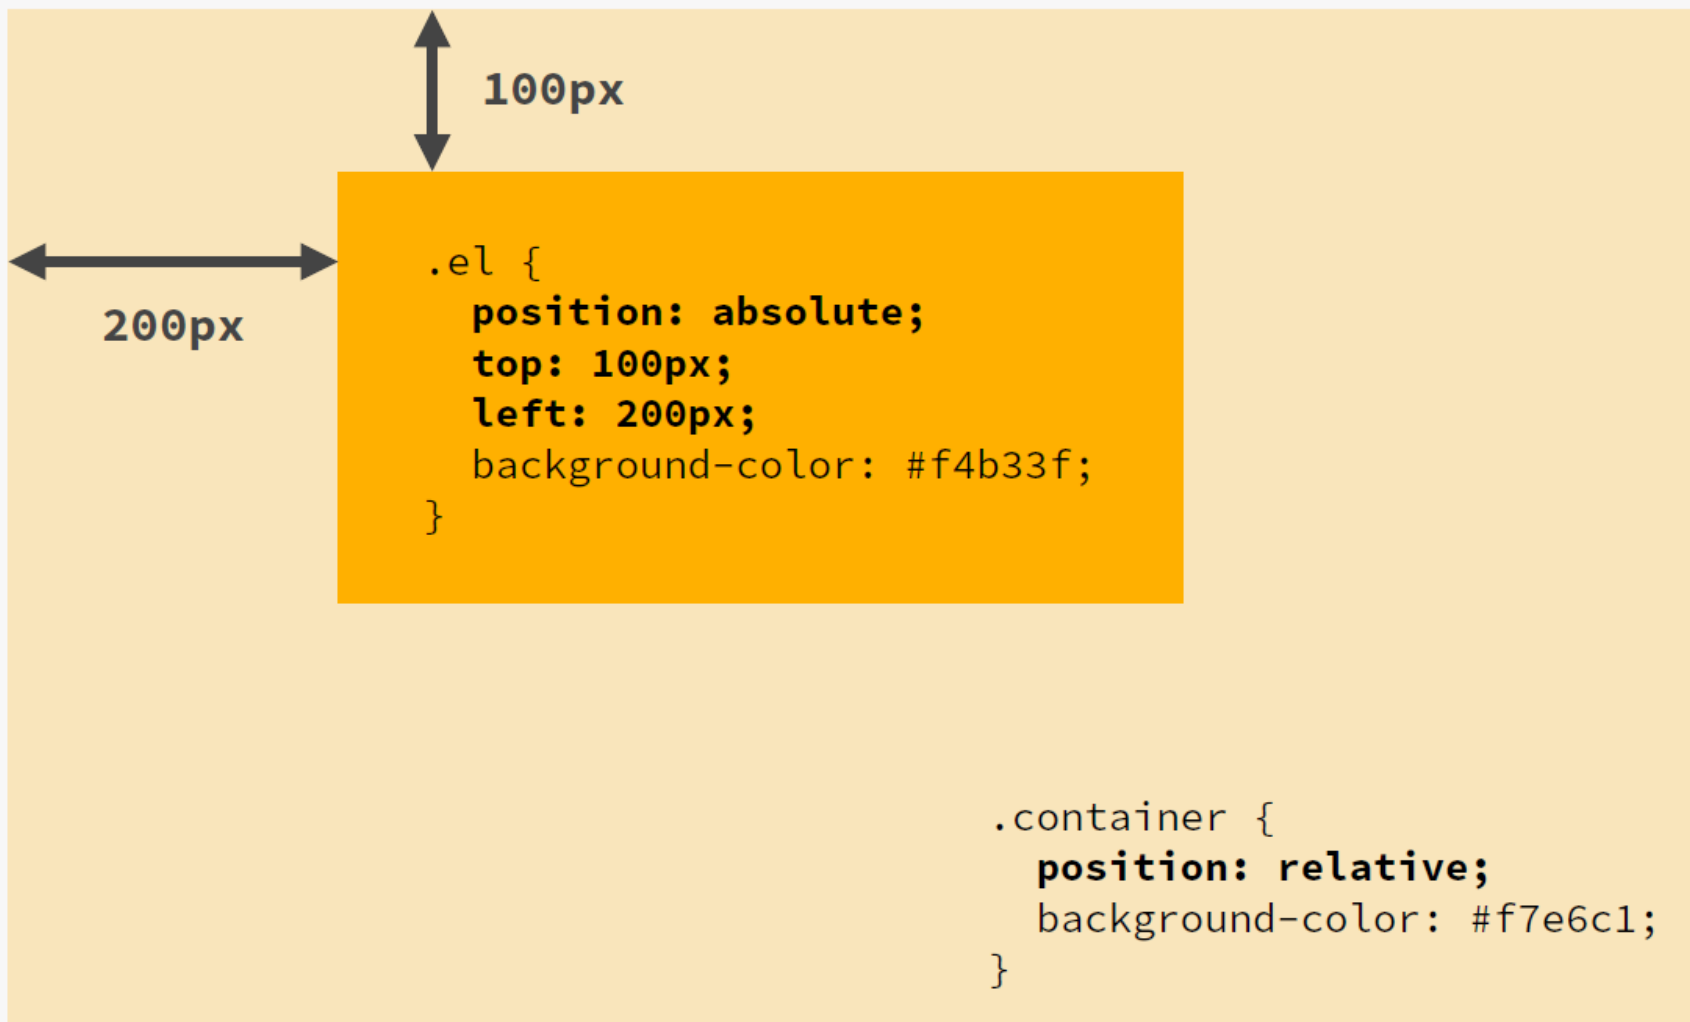 100px
200px
.el {
position: absolute;
top: 100px;
left: 200px;
background-color: #f4b33f;
}
.container {
position: relative;
background-color: #f7e6c1;
}